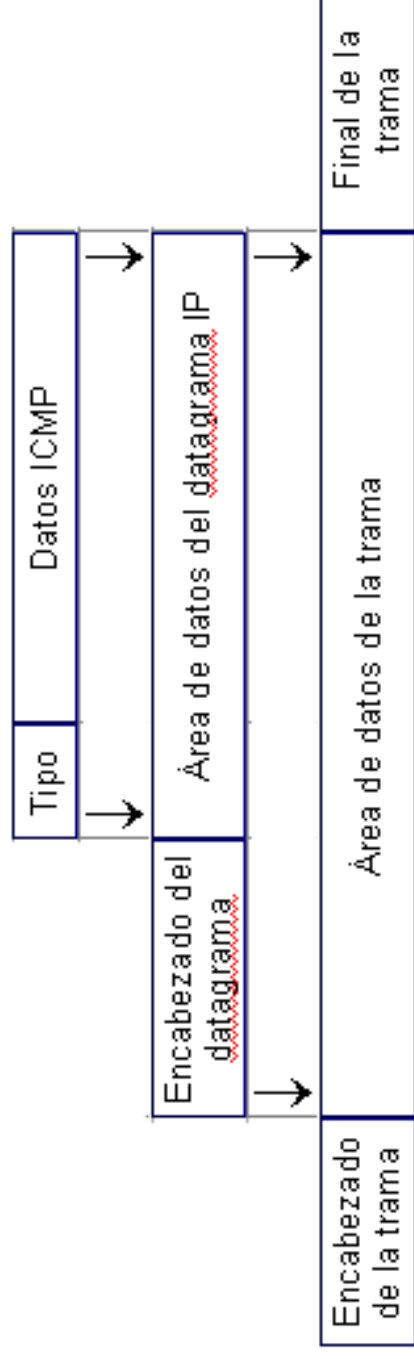 Tipo
Datos ICMP
Encabezado del
datagrama
Área de datos del datagrama IP
Encabezado
de la trama
Área de datos de la trama
Final de la
trama